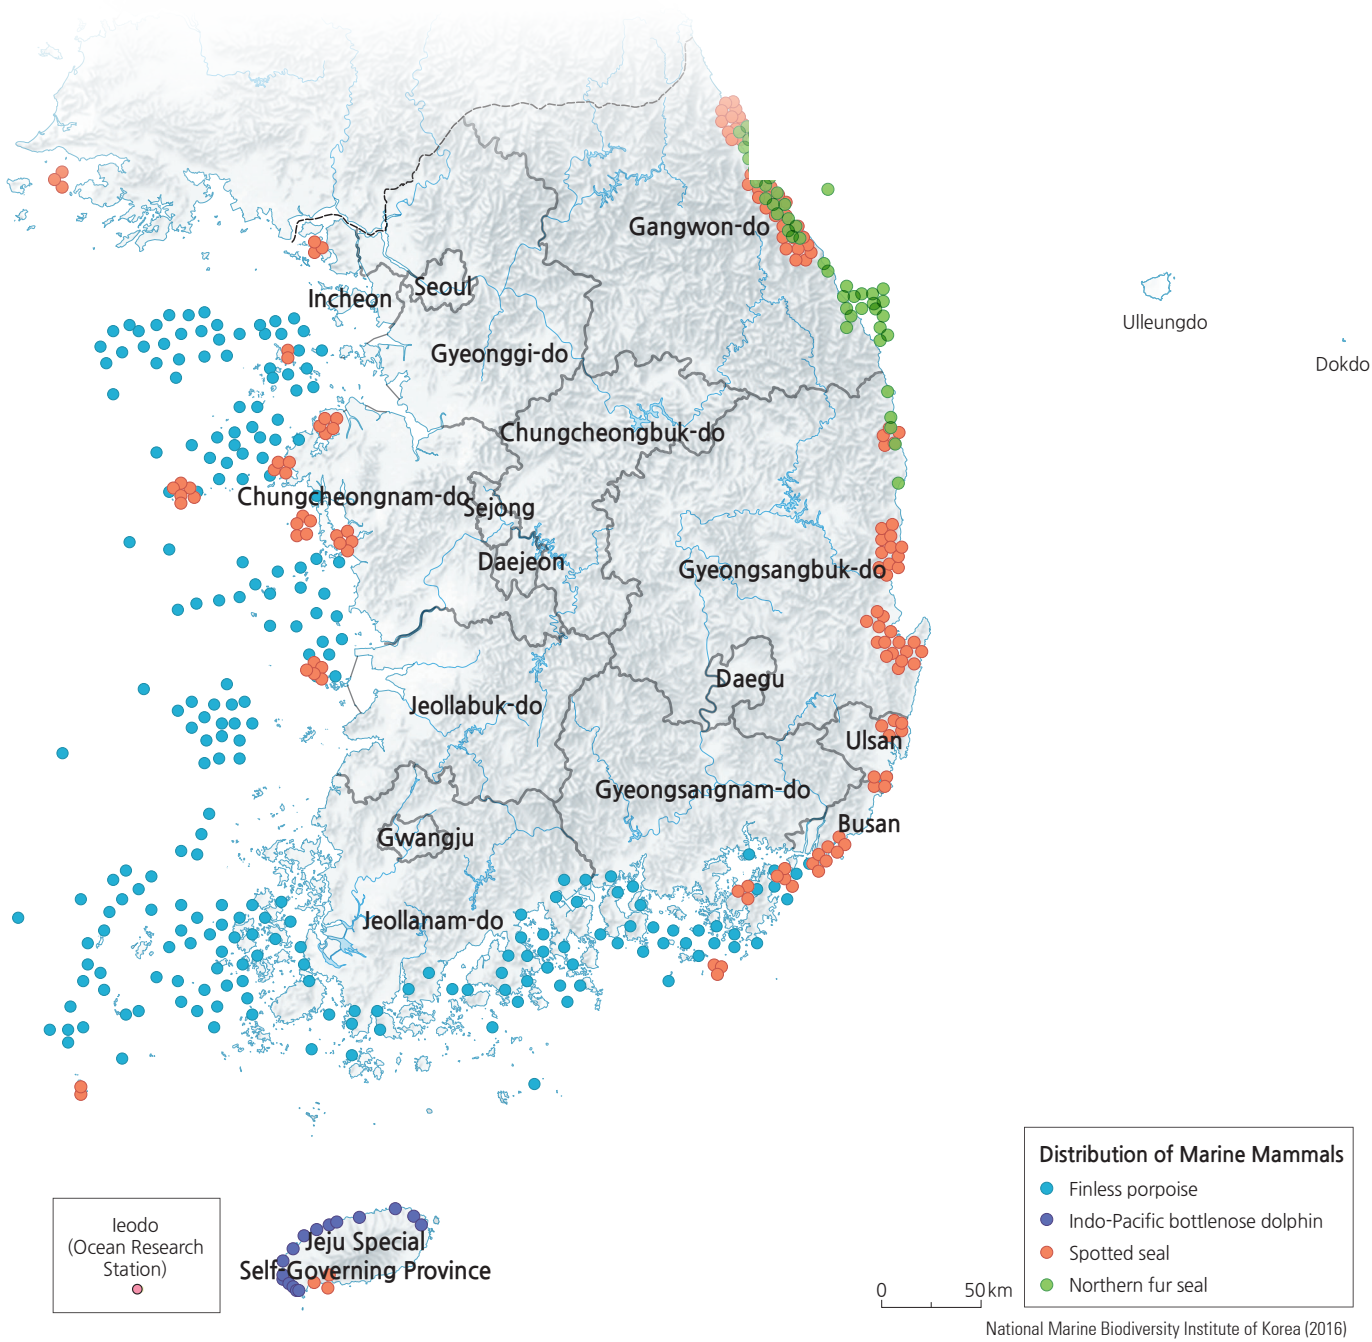 Gangwon-do
Seoul
Incheon
Ulleungdo
Gyeonggi-do
Dokdo
Chungcheongbuk-do
Chungcheongnam-do
Sejong
Daejeon
Gyeongsangbuk-do
Daegu
Jeollabuk-do
Ulsan
Gyeongsangnam-do
Busan
Gwangju
Jeollanam-do
Distribution of Marine Mammals
Finless porpoise
Indo-Pacific bottlenose dolphin
Spotted seal
Northern fur seal
Ieodo
(Ocean Research
Station)
Jeju Special
Self-Governing Province
0 50 km
National Marine Biodiversity Institute of Korea (2016)